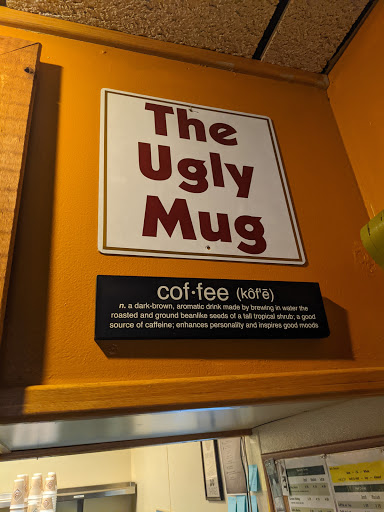 The
Ugly
Mug
cof·fee (kôf'ē)
n. a dark-brown, aromatic drink made by brewing in water the
roasted and ground beanlike seeds of a tall tropical shrub; a good
source of caffeine; enhances personality and inspires good moods